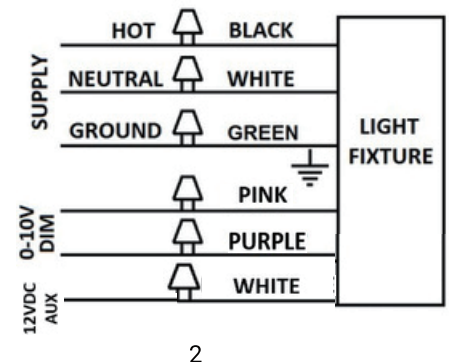 HOT BLACK
NEUTRAL WHITE
GROUND GREEN
SUPPLY
LIGHT
FIXTURE
PINK
PURPLE
0-10V
DIM
WHITE
12VDC
AUX
2